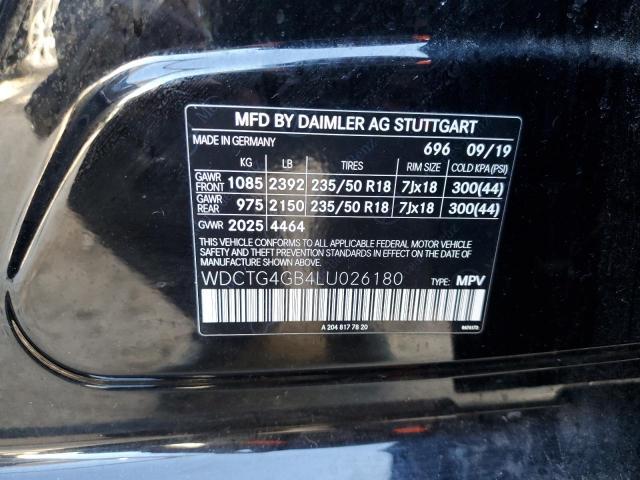 MFD BY DAIMLER AG STUTTGART
MADE IN GERMANY 696 09/19
KG LB TIRES RIM SIZE COLD KPA(PSI)
GAWR FRONT 1085 2392 235/50 R18 7Jx18 300(44)
GAWR REAR 975 2150 235/50 R18 7Jx18 300(44)
GWR 2025 4464
THIS VEHICLE CONFORMS TO ALL APPLICABLE FEDERAL MOTOR VEHICLE
SAFETY, BUMPER, AND THEFT PREVENTION STANDARDS IN EFFECT ON THE DATE
OF MANUFACTURE SHOWN ABOVE.
WDCTG4GB4LU026180 TYPE: MPV
A 204 817 78 20